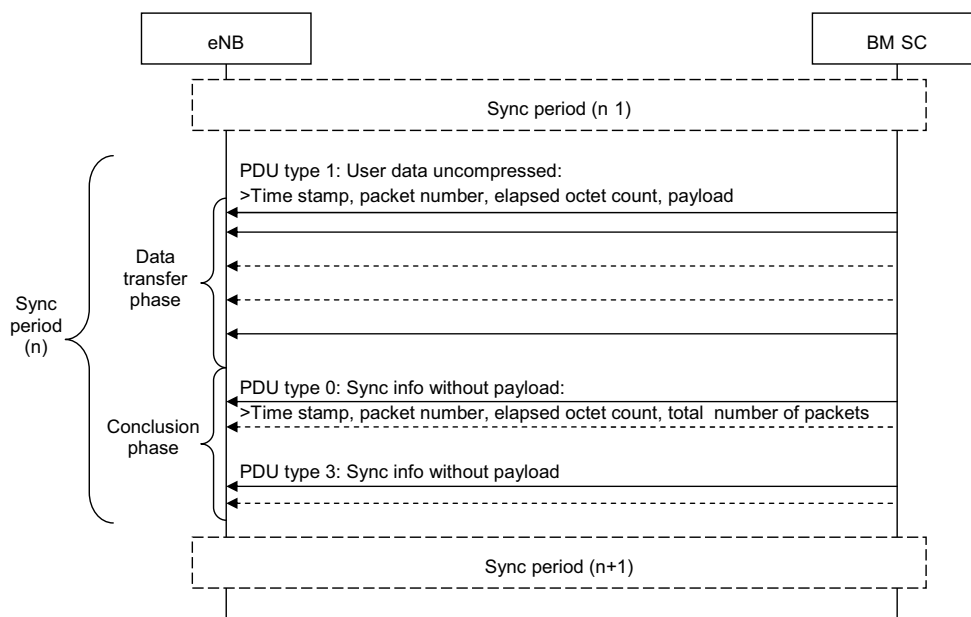 eNB
BM SC
Sync period (n 1)
PDU type 1: User data uncompressed:
>Time stamp, packet number, elapsed octet count, payload
Data
transfer
phase
Sync
period
(n)
PDU type 0: Sync info without payload:
>Time stamp, packet number, elapsed octet count, total number of packets
Conclusion
phase
PDU type 3: Sync info without payload
Sync period (n+1)